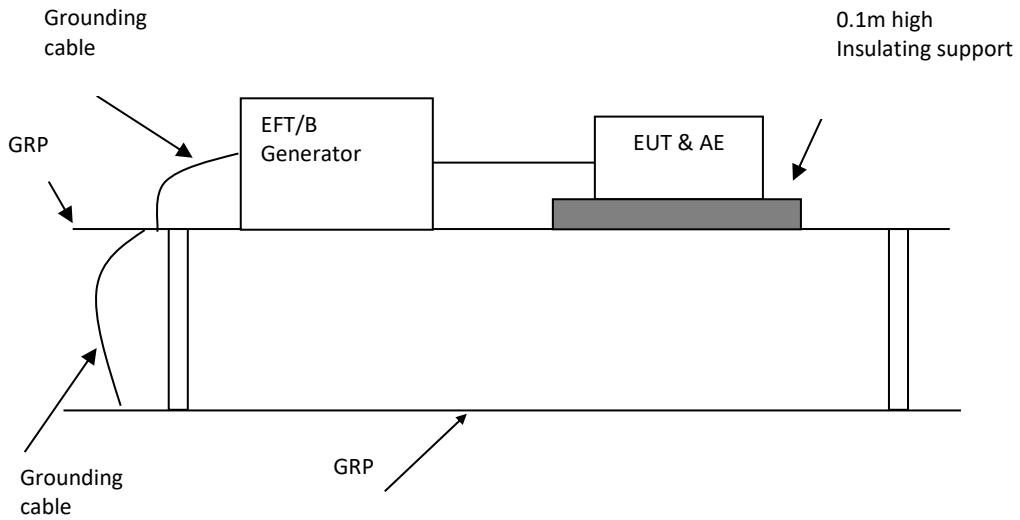 Grounding
cable
0.1m high
Insulating support
GRP
EFT/B
Generator
EUT & AE
Grounding
cable
GRP